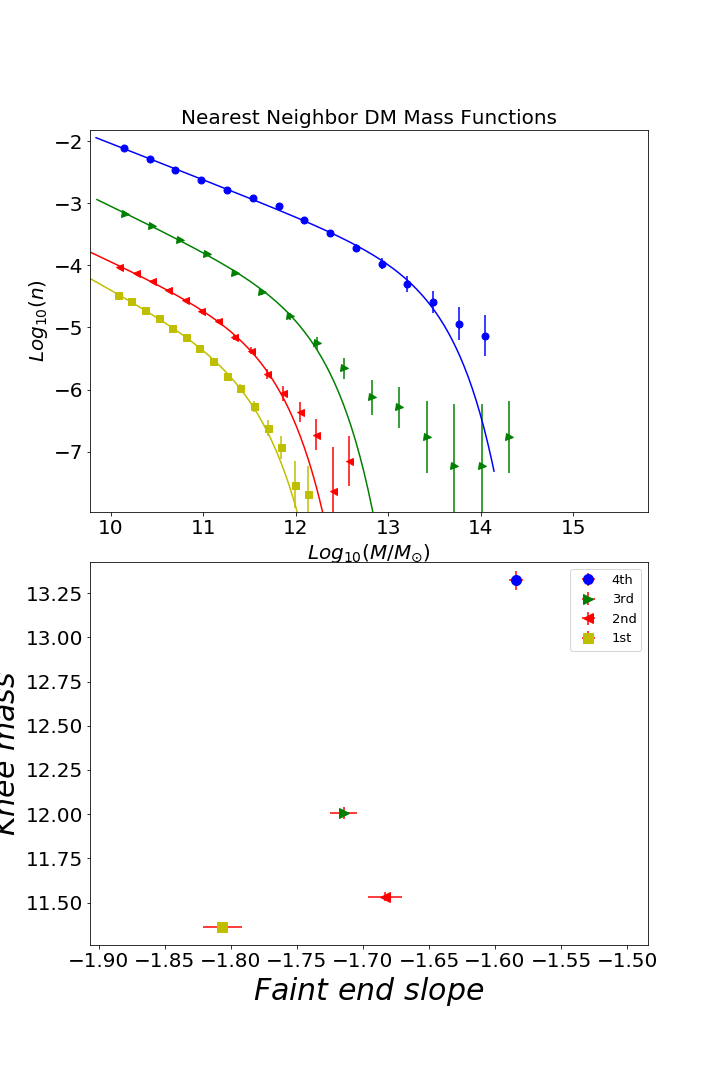 Nearest Neighbor DM Mass Functions
−2
−3
−4
−5
−6
−7
Log₁₀(n)
10 11 12 13 14 15
Log₁₀(M/M⊙)
13.25
13.00
12.75
12.50
12.25
12.00
11.75
11.50
Knee mass
4th
3rd
2nd
1st
−1.90 −1.85 −1.80 −1.75 −1.70 −1.65 −1.60 −1.55 −1.50
Faint end slope